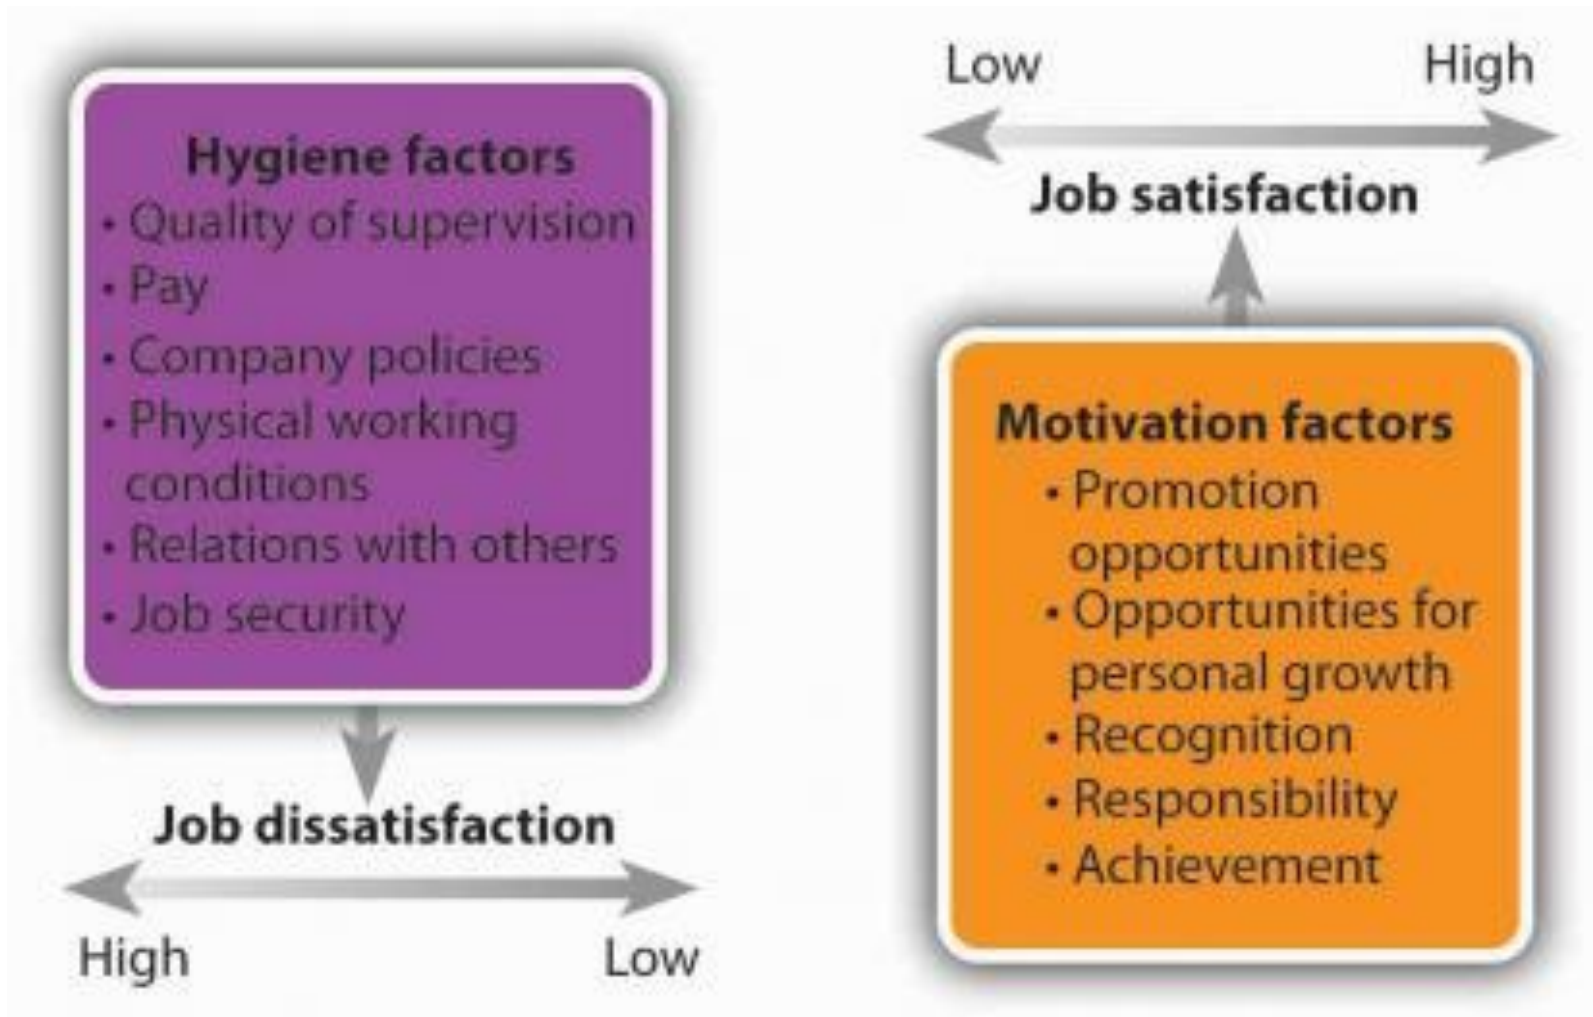 Hygiene factors
• Quality of supervision
• Pay
• Company policies
• Physical working
conditions
• Relations with others
• Job security
Job dissatisfaction
High Low
Low High
Job satisfaction
Motivation factors
• Promotion
opportunities
• Opportunities for
personal growth
• Recognition
• Responsibility
• Achievement